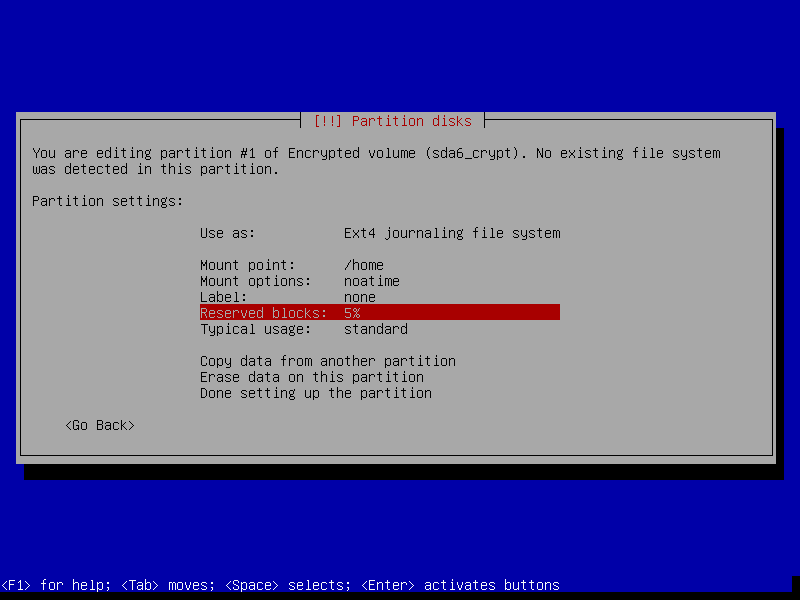 [!!] Partition disks
You are editing partition #1 of Encrypted volume (sda6_crypt). No existing file system
was detected in this partition.
Partition settings:
Use as: Ext4 journaling file system
Mount point: /home
Mount options: noatime
Label: none
Reserved blocks: 5%
Typical usage: standard
Copy data from another partition
Erase data on this partition
Done setting up the partition
<Go Back>
<F1> for help; <Tab> moves; <Space> selects; <Enter> activates buttons